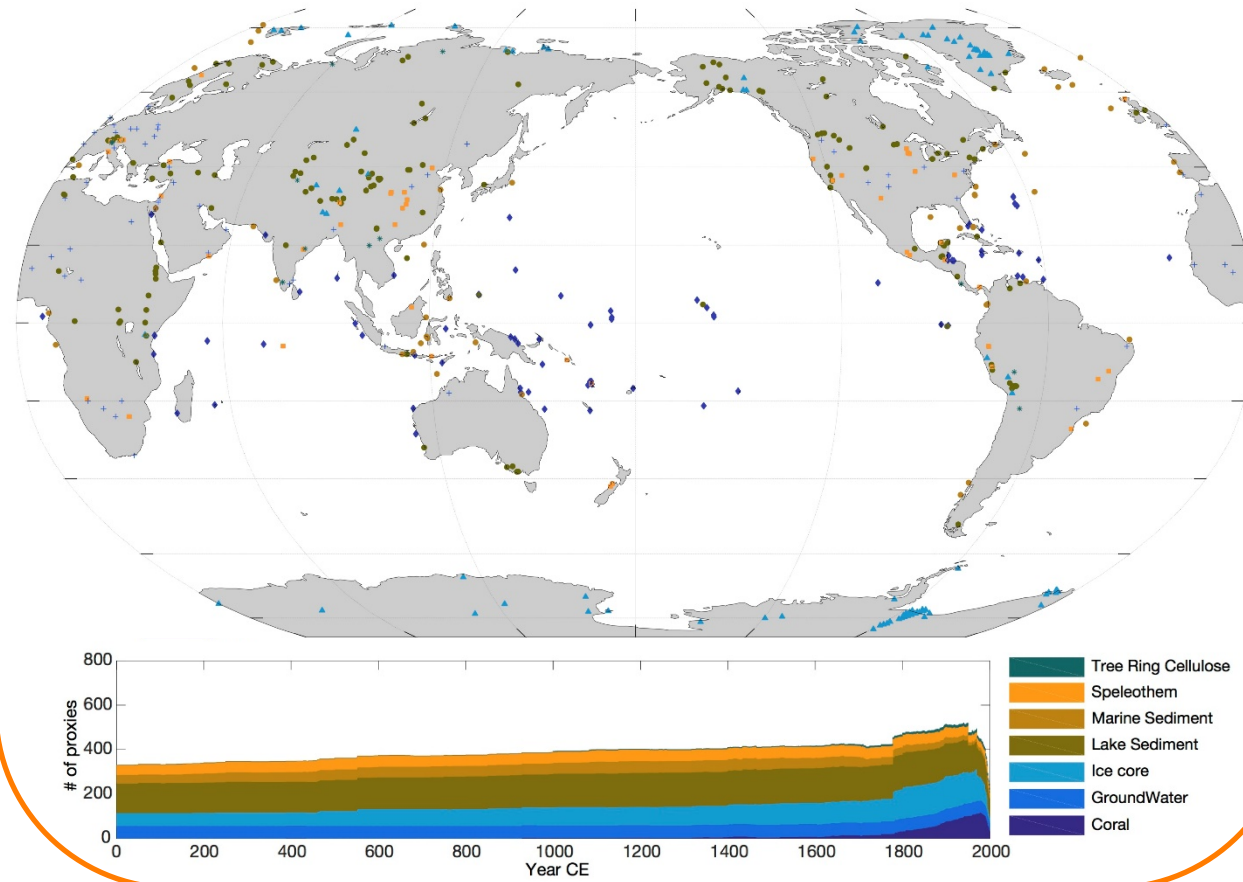 800
600
400
200
0
# of proxies
0 200 400 600 800 1000 1200 1400 1600 1800 2000
Year CE
Tree Ring Cellulose
Speleothem
Marine Sediment
Lake Sediment
Ice core
GroundWater
Coral